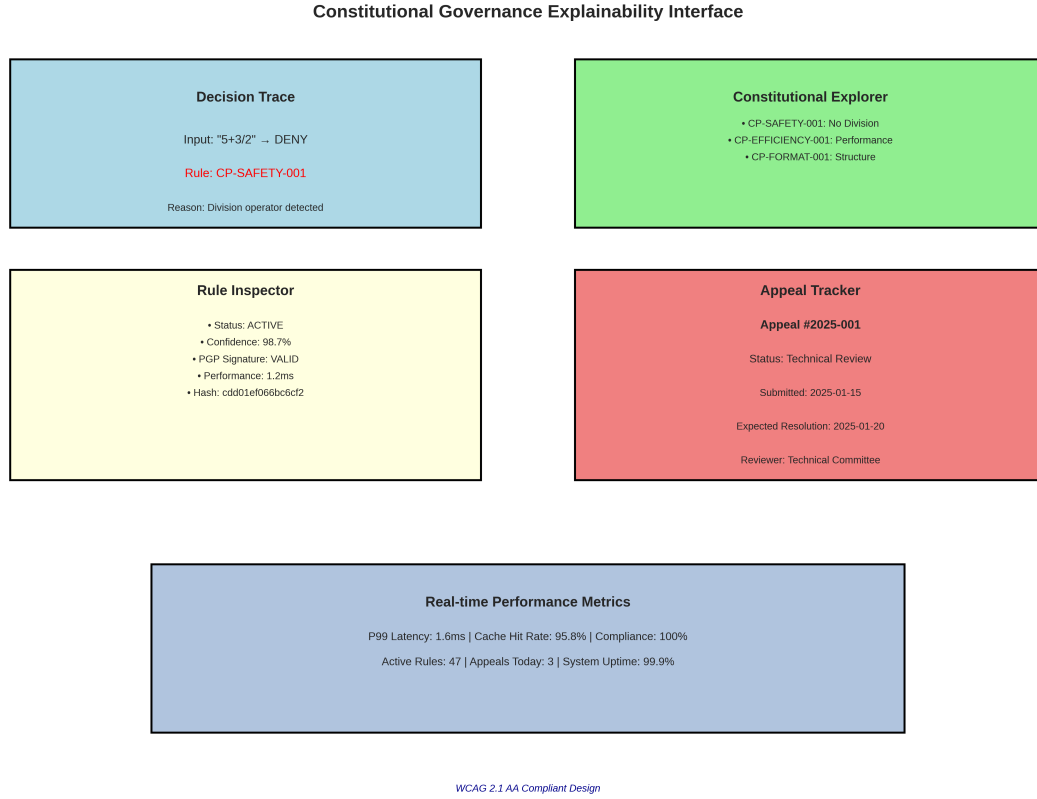 Constitutional Governance Explainability Interface
Decision Trace
Input: "5+3/2" → DENY
Rule: CP-SAFETY-001
Reason: Division operator detected
Constitutional Explorer
• CP-SAFETY-001: No Division
• CP-EFFICIENCY-001: Performance
• CP-FORMAT-001: Structure
Rule Inspector
• Status: ACTIVE
• Confidence: 98.7%
• PGP Signature: VALID
• Performance: 1.2ms
• Hash: cdd01ef066bc6cf2
Appeal Tracker
Appeal #2025-001
Status: Technical Review
Submitted: 2025-01-15
Expected Resolution: 2025-01-20
Reviewer: Technical Committee
Real-time Performance Metrics
P99 Latency: 1.6ms | Cache Hit Rate: 95.8% | Compliance: 100%
Active Rules: 47 | Appeals Today: 3 | System Uptime: 99.9%
WCAG 2.1 AA Compliant Design